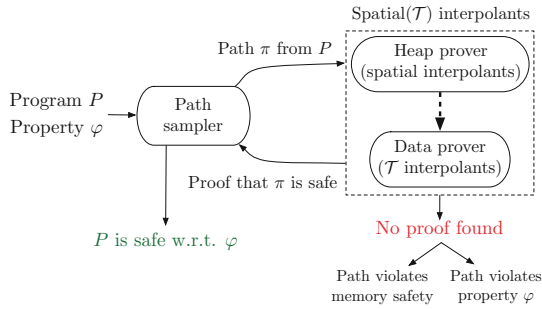 Spatial(𝒯) interpolants
Path π from P
Heap prover
(spatial interpolants)
Program P
Property φ
Path
sampler
Data prover
(𝒯 interpolants)
Proof that π is safe
P is safe w.r.t. φ
No proof found
Path violates
memory safety
Path violates
property φ